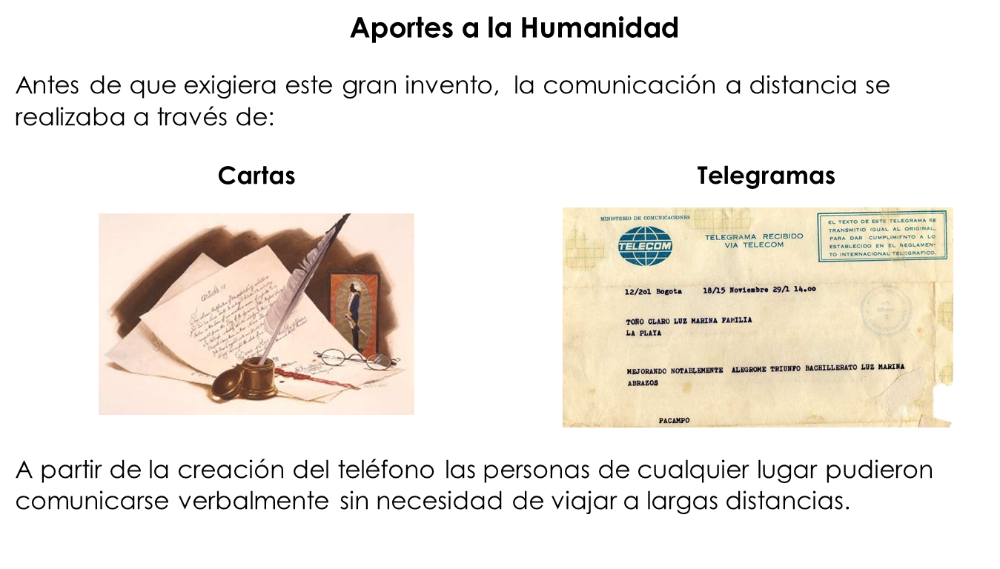 Aportes a la Humanidad
Antes de que exigiera este gran invento, la comunicación a distancia se
realizaba a través de:
Cartas
Telegramas
MINISTERIO DE COMUNICACIONES
TELECOM
TELEGRAMA RECIBIDO
VIA TELECOM
EL TEXTO DE ESTE TELEGRAMA SE
TRANSMITIO IGUAL AL ORIGINAL,
PARA DAR CUMPLIMIFNTO A LO
ESTABLECIDO EN EL REGLAMEN-
TO INTERNACIONAL TELEGRAFICO.
12/2ol Bogota 18/15 Noviembre 29/1 14.oo
TOÑO CLARO LUZ MARINA FAMILIA
LA PLAYA
MEJORANDO NOTABLEMENTE ALEGROME TRIUNFO BACHILLERATO LUZ MARINA
ABRAZOS
PACAMPO
A partir de la creación del teléfono las personas de cualquier lugar pudieron
comunicarse verbalmente sin necesidad de viajar a largas distancias.